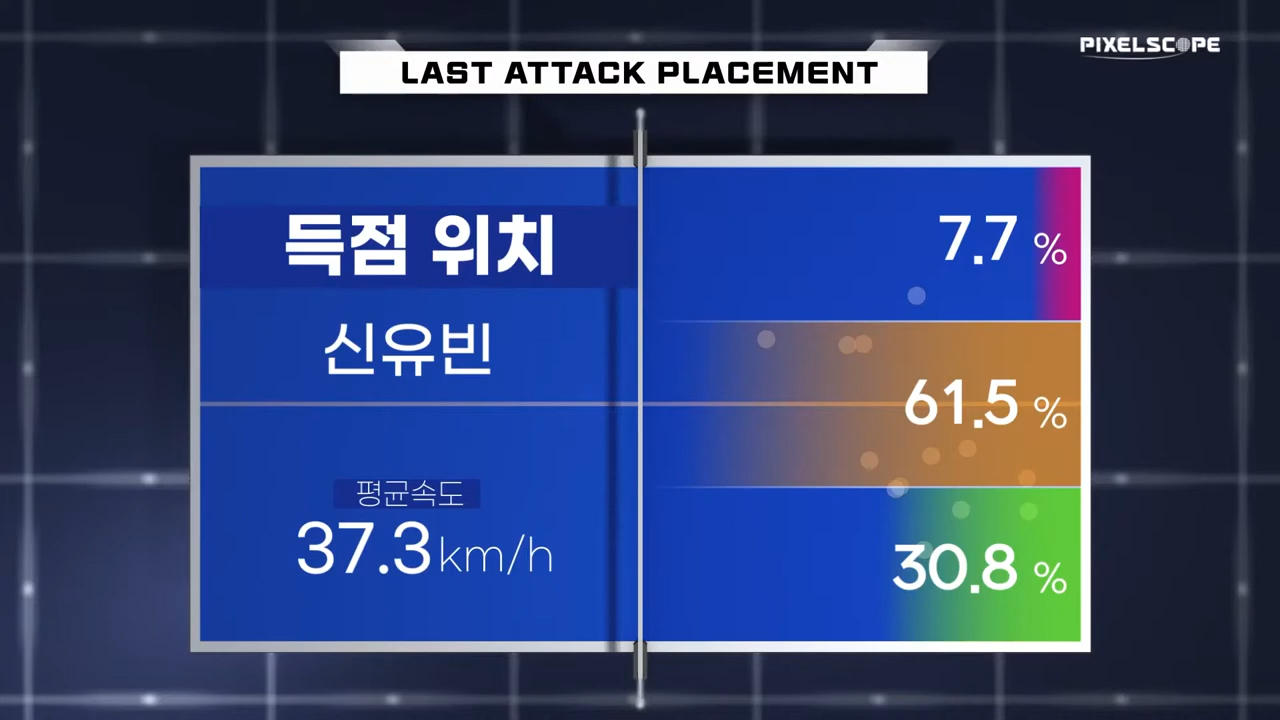 PIXELSCOPE
LAST ATTACK PLACEMENT
득점 위치
신유빈
평균속도
37.3km/h
7.7 %
61.5 %
30.8 %